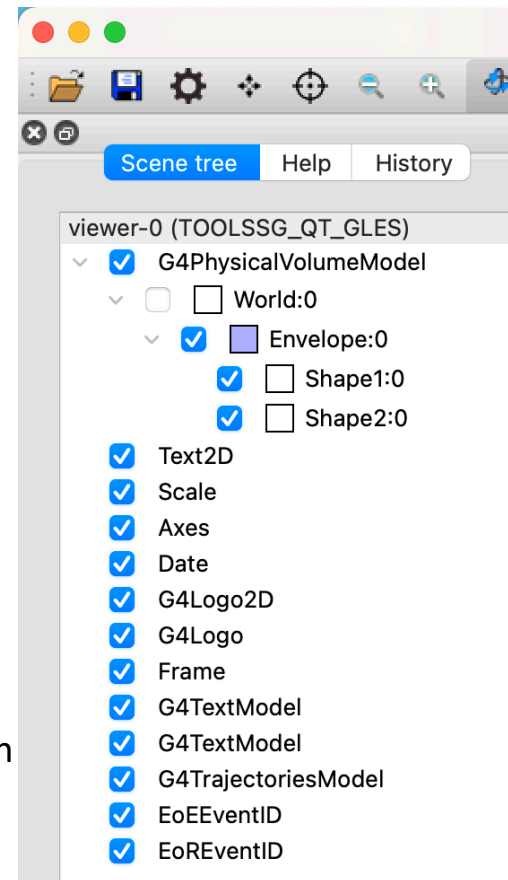 Scene tree Help History
viewer-0 (TOOLSSG_QT_GLES)
G4PhysicalVolumeModel
World:0
Envelope:0
Shape1:0
Shape2:0
Text2D
Scale
Axes
Date
G4Logo2D
G4Logo
Frame
G4TextModel
n
G4TextModel
G4TrajectoriesModel
EoEEventID
EoREventID